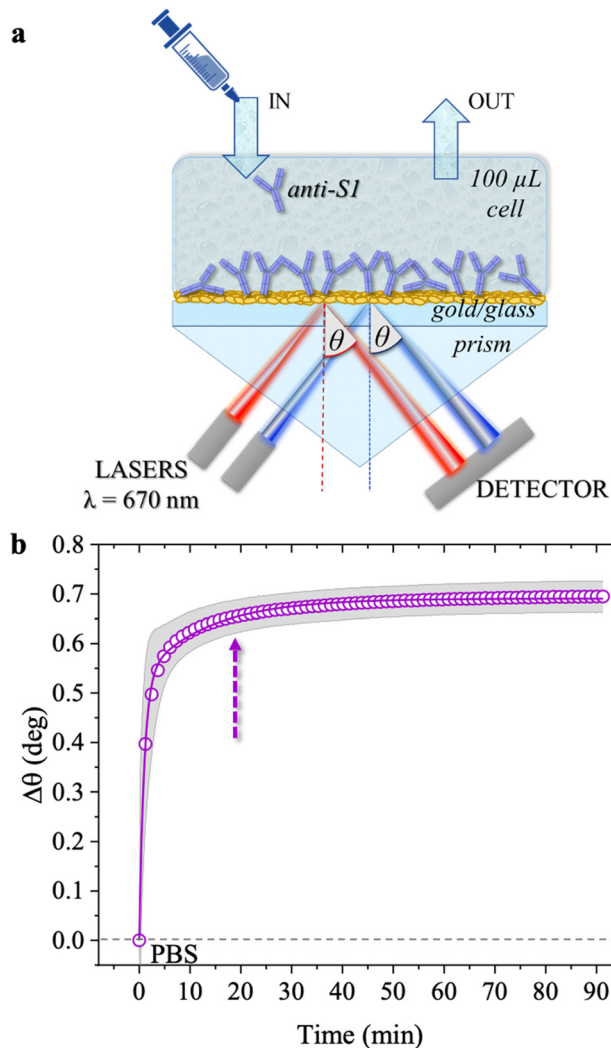 a
IN
OUT
anti-S1
100 µL
cell
gold/glass
prism
θ
θ
LASERS
λ = 670 nm
DETECTOR
b
0.8
0.7
0.6
0.5
0.4
0.3
0.2
0.1
0.0
Δθ (deg)
PBS
0 10 20 30 40 50 60 70 80 90
Time (min)